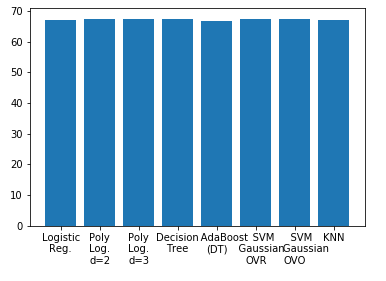 70
60
50
40
30
20
10
0
Logistic Reg.
Poly Log. d=2
Poly Log. d=3
Decision Tree
AdaBoost (DT)
SVM Gaussian OVR
SVM Gaussian OVO
KNN